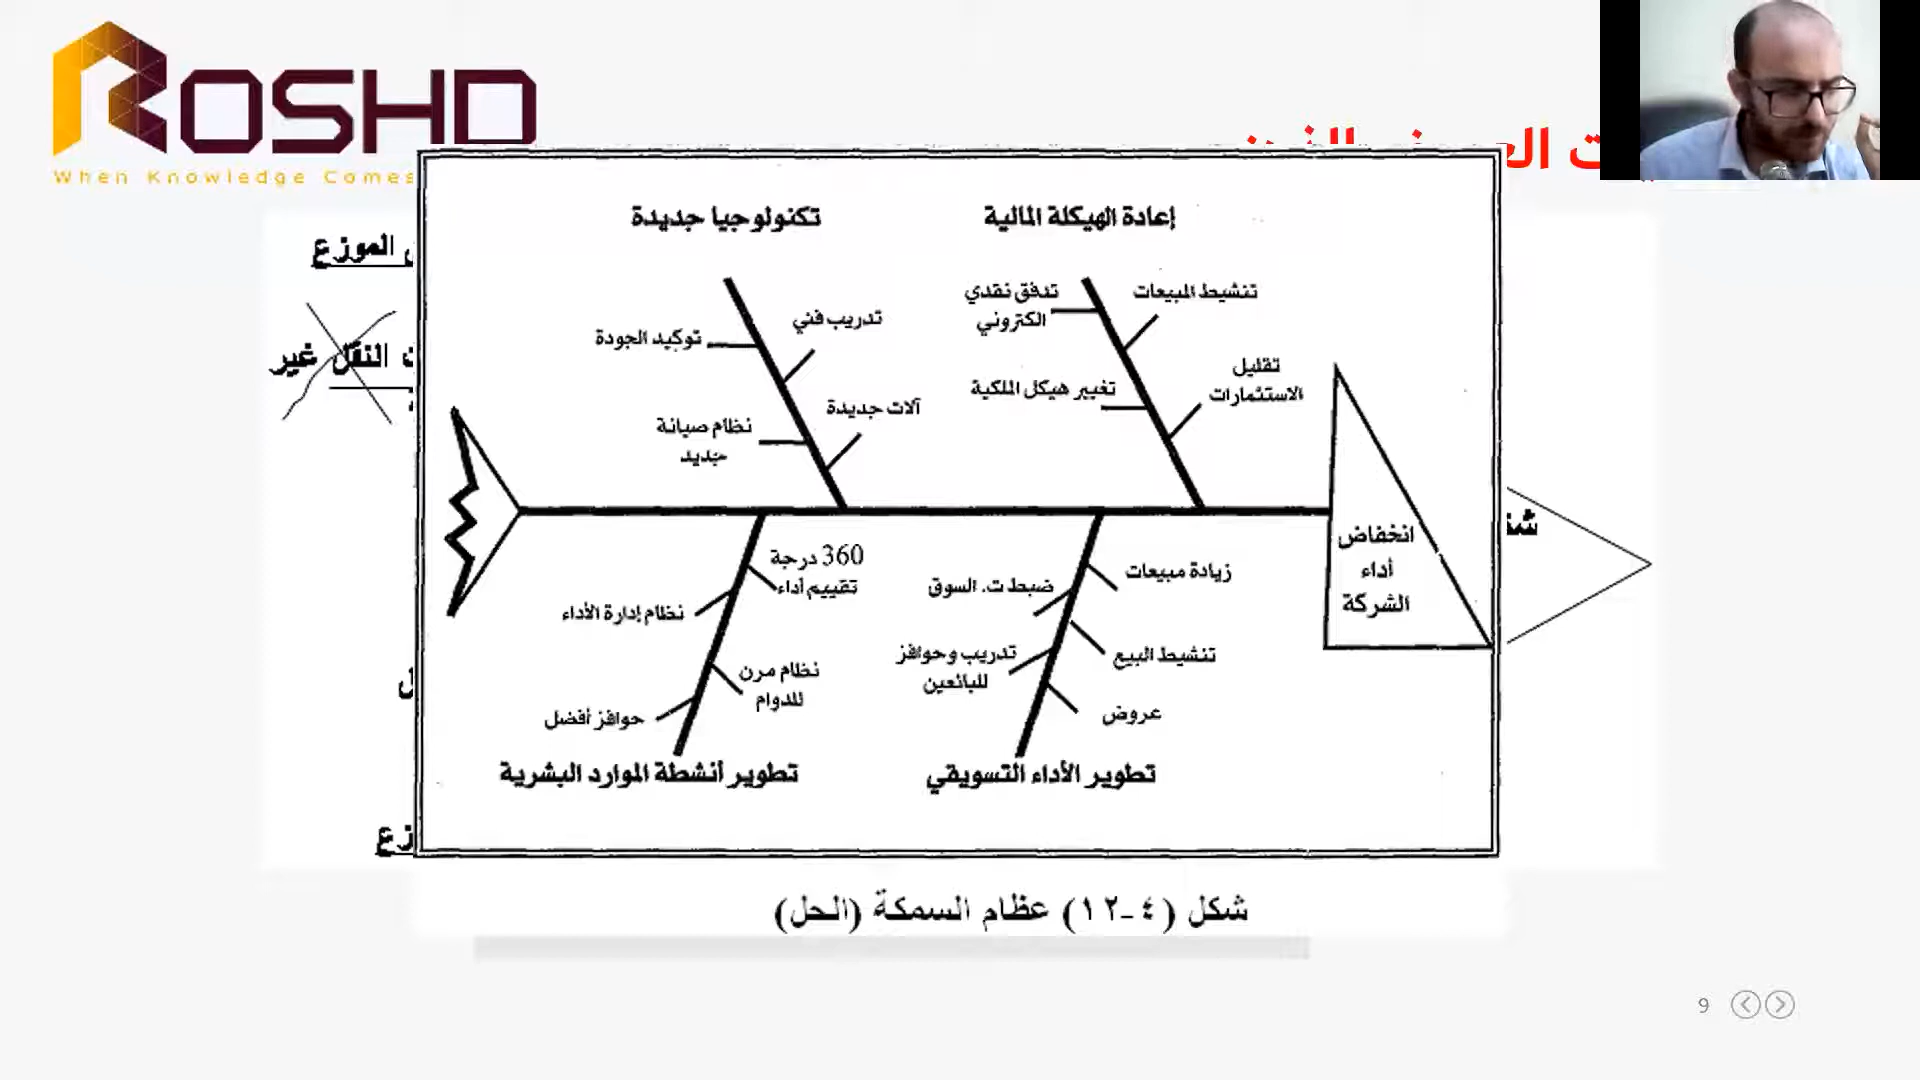 ROSHD
When Knowledge Comes
الموزع
النقل غير
إعادة الهيكلة المالية
تكنولوجيا جديدة
تنشيط المبيعات
تدفق نقدي
الكتروني
تقليل
الاستثمارات
تغيير هيكل الملكية
تدريب فني
توكيد الجودة
آلات جديدة
نظام صيانة
جديد
انخفاض
أداء
الشركة
زيادة مبيعات
ضبط ت. السوق
تنشيط البيع
تدريب وحوافز
للبائعين
عروض
تطوير الأداء التسويقي
360 درجة
تقييم أداء
نظام إدارة الأداء
نظام مرن
للدوام
حوافز أفضل
تطوير أنشطة الموارد البشرية
شكل (٤-١٢) عظام السمكة (الحل)
9